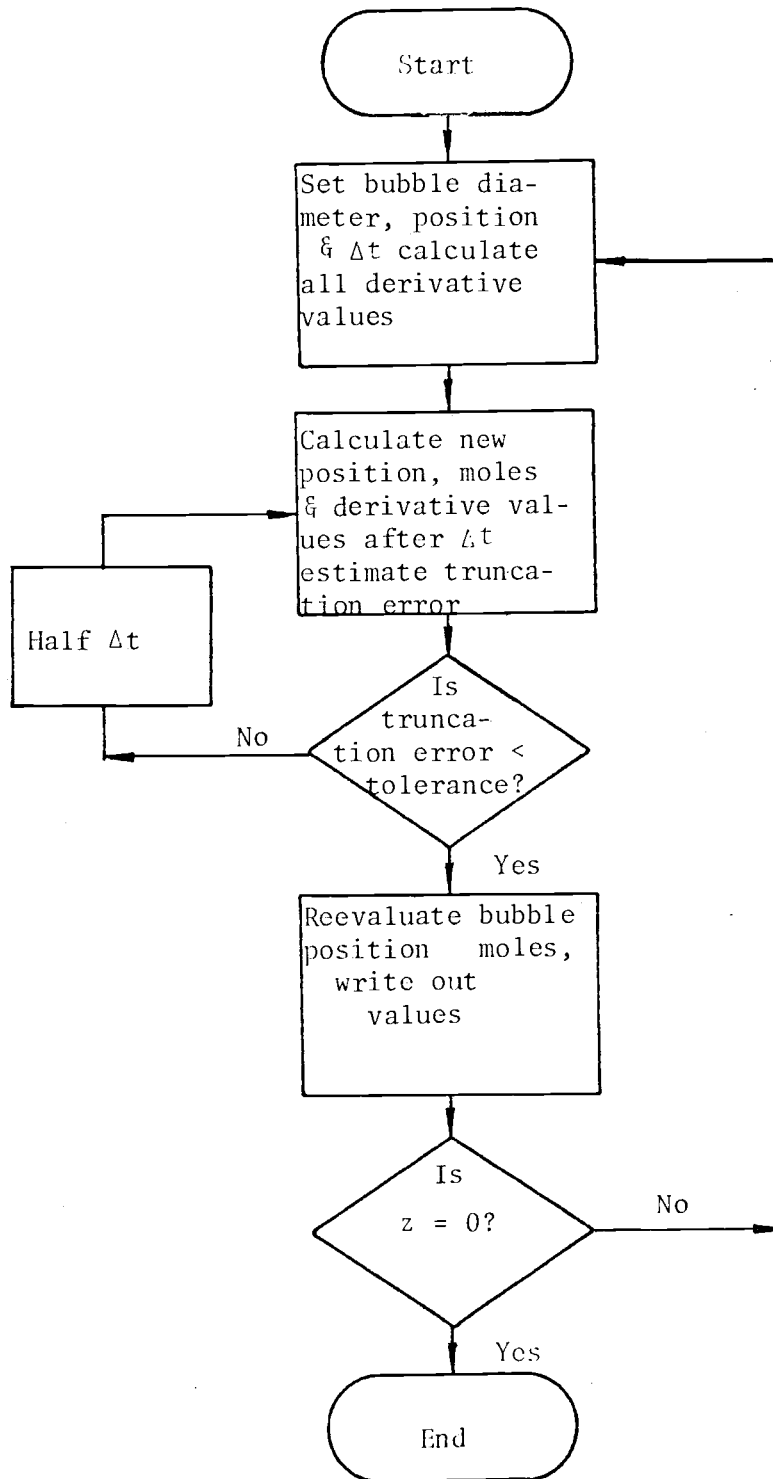 Start
Set bubble dia-
meter, position
& Δt calculate
all derivative
values
Calculate new
position, moles
& derivative val-
ues after Δt
estimate trunca-
tion error
Half Δt
Is
trunca-
tion error <
tolerance?
No
Yes
Reevaluate bubble
position moles,
write out
values
Is
z = 0?
No
Yes
End